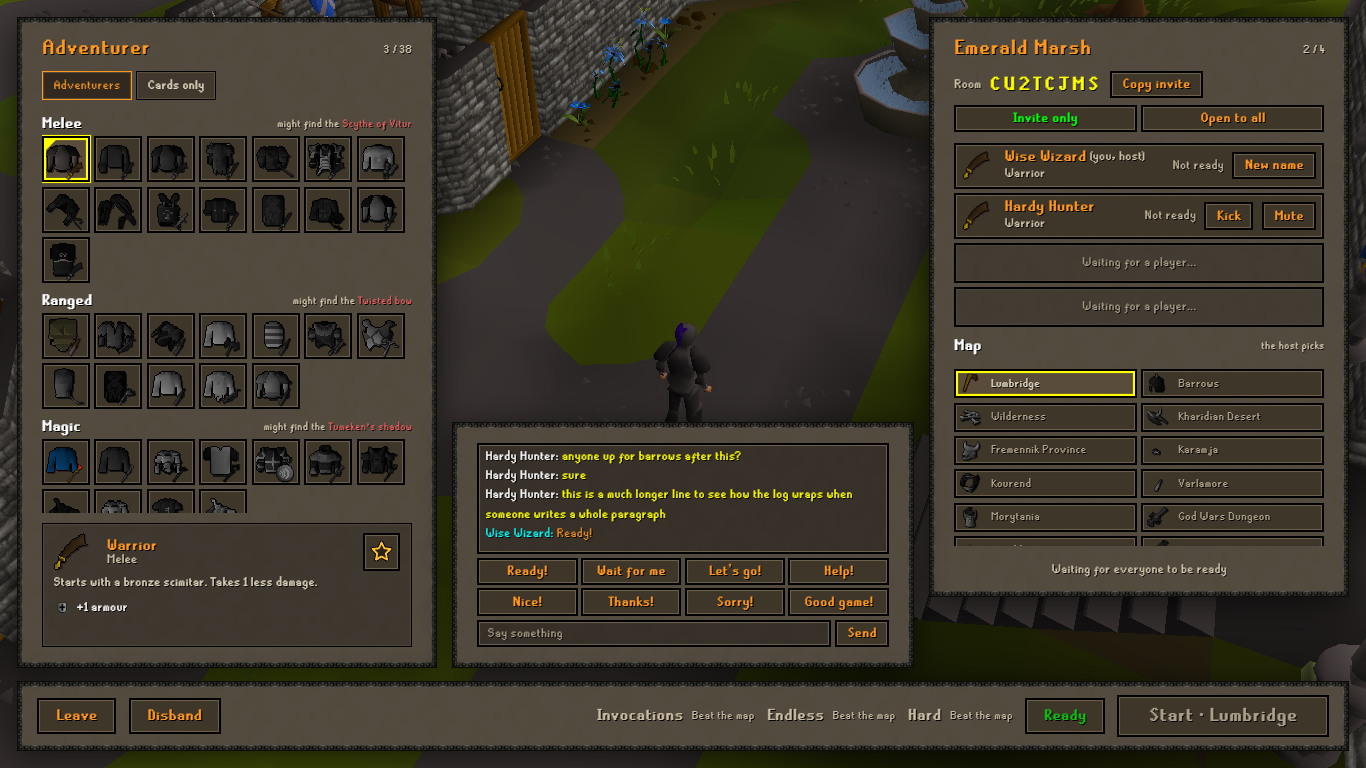 Adventurer
3 / 38
Adventurers
Cards only
Melee
might find the Scythe of Vitur
Ranged
might find the Twisted bow
Magic
might find the Tumeken's shadow
Warrior
Melee
Starts with a bronze scimitar. Takes 1 less damage.
+1 armour
Hardy Hunter: anyone up for barrows after this?
Hardy Hunter: sure
Hardy Hunter: this is a much longer line to see how the log wraps when
someone writes a whole paragraph
Wise Wizard: Ready!
Ready!
Wait for me
Let's go!
Help!
Nice!
Thanks!
Sorry!
Good game!
Say something
Send
Emerald Marsh
2 / 4
Room CU2TCJMS
Copy invite
Invite only
Open to all
Wise Wizard (you, host)
Warrior
Not ready
New name
Hardy Hunter
Warrior
Not ready
Kick
Mute
Waiting for a player...
Waiting for a player...
Map
the host picks
Lumbridge
Barrows
Wilderness
Kharidian Desert
Fremennik Province
Karamja
Kourend
Varlamore
Morytania
God Wars Dungeon
Waiting for everyone to be ready
Leave
Disband
Invocations Beat the map
Endless Beat the map
Hard Beat the map
Ready
Start · Lumbridge